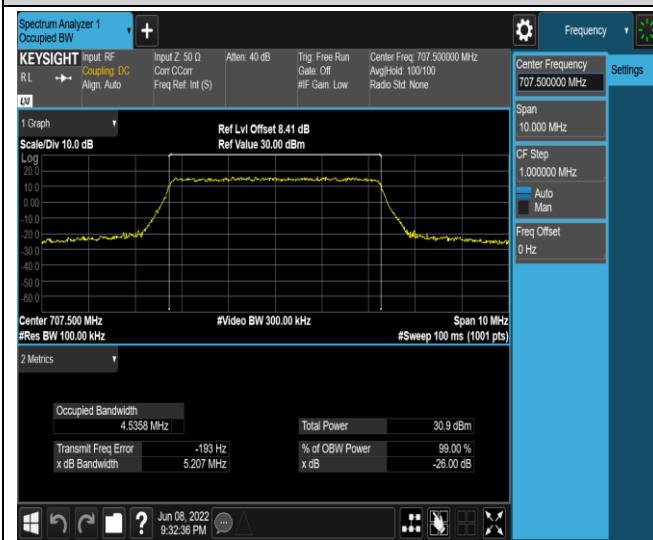 Spectrum Analyzer 1
Occupied BW
+
Frequency
KEYSIGHT
RL
LXI
Input: RF
Coupling: DC
Align: Auto
Input Z: 50 Ω
Corr CCorr
Freq Ref: Int (S)
Atten: 40 dB
Trig: Free Run
Gate: Off
#IF Gain: Low
Center Freq: 707.500000 MHz
Avg|Hold: 100/100
Radio Std: None
Center Frequency
707.500000 MHz
Settings
Span
10.000 MHz
CF Step
1.000000 MHz
Auto
Man
Freq Offset
0 Hz
1 Graph
Scale/Div 10.0 dB
Ref Lvl Offset 8.41 dB
Ref Value 30.00 dBm
Log
20.0
10.0
0.00
-10.0
-20.0
-30.0
-40.0
-50.0
-60.0
Center 707.500 MHz
#Res BW 100.00 kHz
#Video BW 300.00 kHz
Span 10 MHz
#Sweep 100 ms (1001 pts)
2 Metrics
Occupied Bandwidth
4.5358 MHz
Total Power 30.9 dBm
Transmit Freq Error -193 Hz
% of OBW Power 99.00 %
x dB Bandwidth 5.207 MHz
x dB -26.00 dB
?
Jun 08, 2022
9:32:36 PM